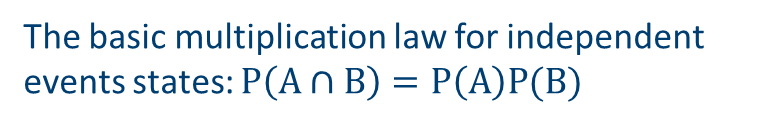 The basic multiplication law for independent
events states: P(A ∩ B) = P(A)P(B)